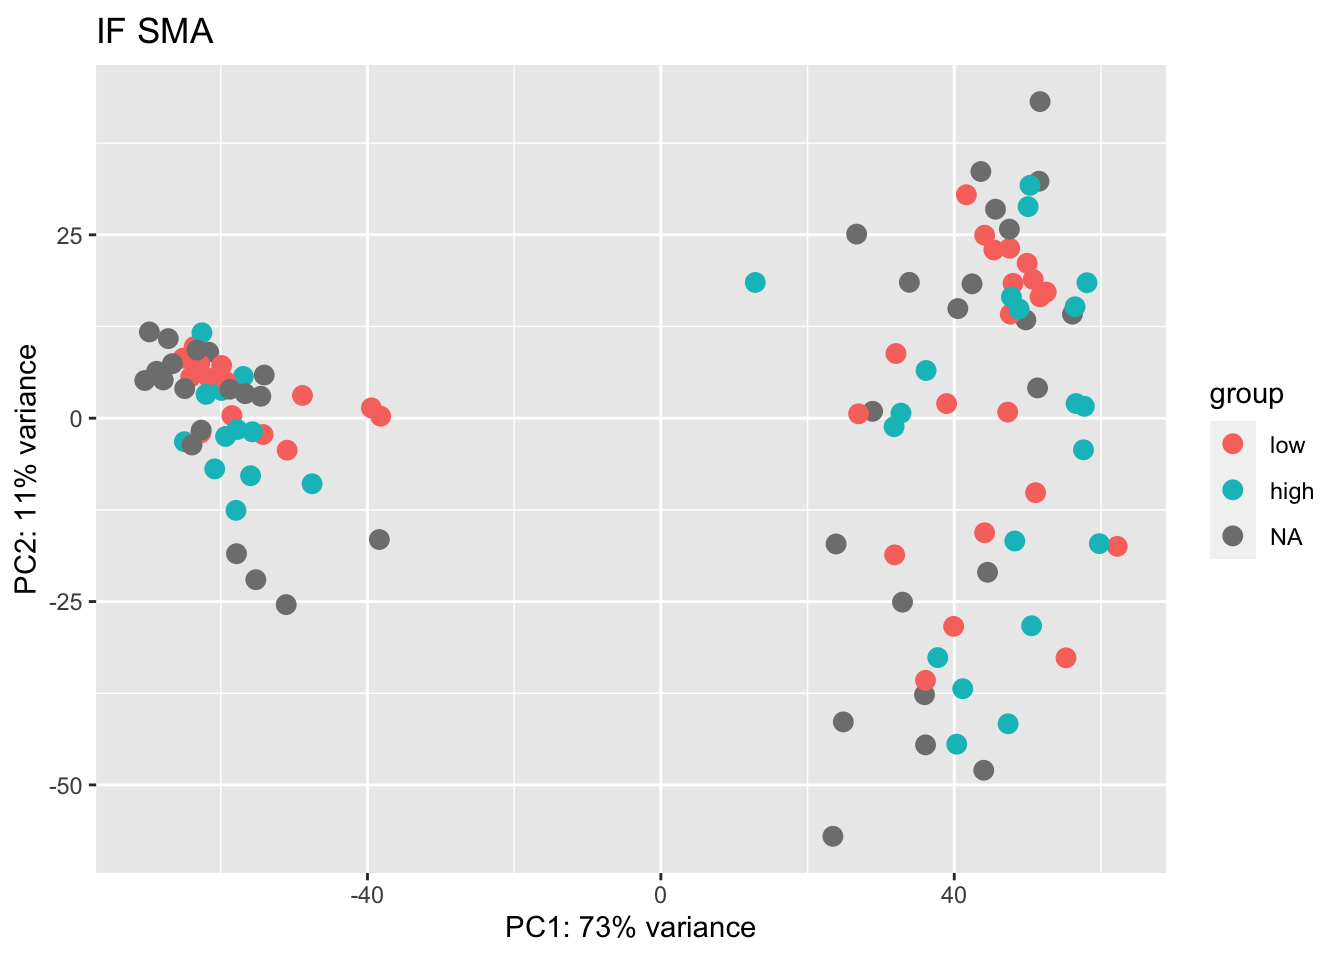 IF SMA
PC2: 11% variance
25
0
-25
-50
-40
0
40
PC1: 73% variance
group
low
high
NA